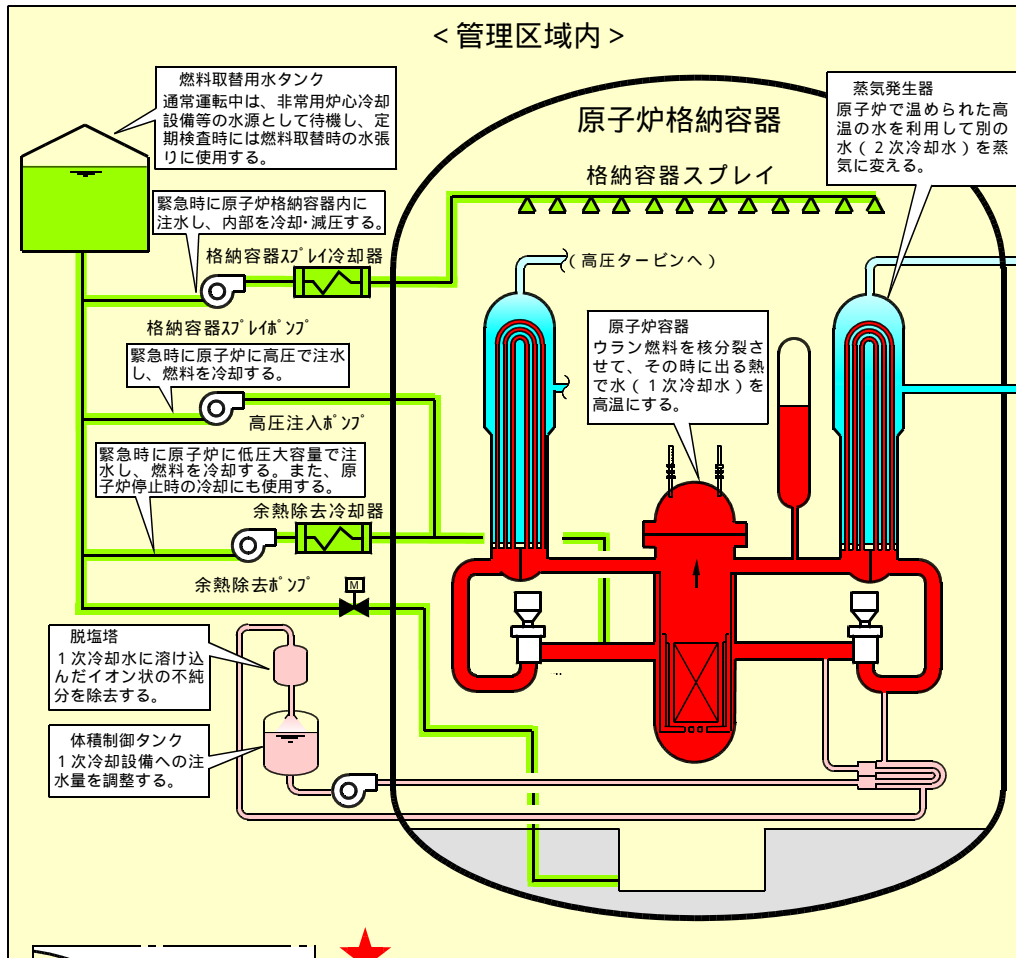 ＜管理区域内＞
燃料取替用水タンク
通常運転中は、非常用炉心冷却
設備等の水源として待機し、定
期検査時には燃料取替時の水張
りに使用する。
蒸気発生器
原子炉で温められた高
温の水を利用して別の
水（２次冷却水）を蒸
気に変える。
原子炉格納容器
格納容器スプレイ
緊急時に原子炉格納容器内に
注水し、内部を冷却･減圧する。
格納容器ｽﾌﾟﾚｲ冷却器
（高圧タービンへ）
格納容器ｽﾌﾟﾚｲﾎﾟﾝﾌﾟ
原子炉容器
ウラン燃料を核分裂さ
せて、その時に出る熱
で水（１次冷却水）を
高温にする。
緊急時に原子炉に高圧で注水
し、燃料を冷却する。
高圧注入ﾎﾟﾝﾌﾟ
緊急時に原子炉に低圧大容量で注
水し、燃料を冷却する。また、原
子炉停止時の冷却にも使用する。
余熱除去冷却器
余熱除去ﾎﾟﾝﾌﾟ
M
脱塩塔
１次冷却水に溶け込
んだイオン状の不純
分を除去する。
体積制御タンク
１次冷却設備への注
水量を調整する。